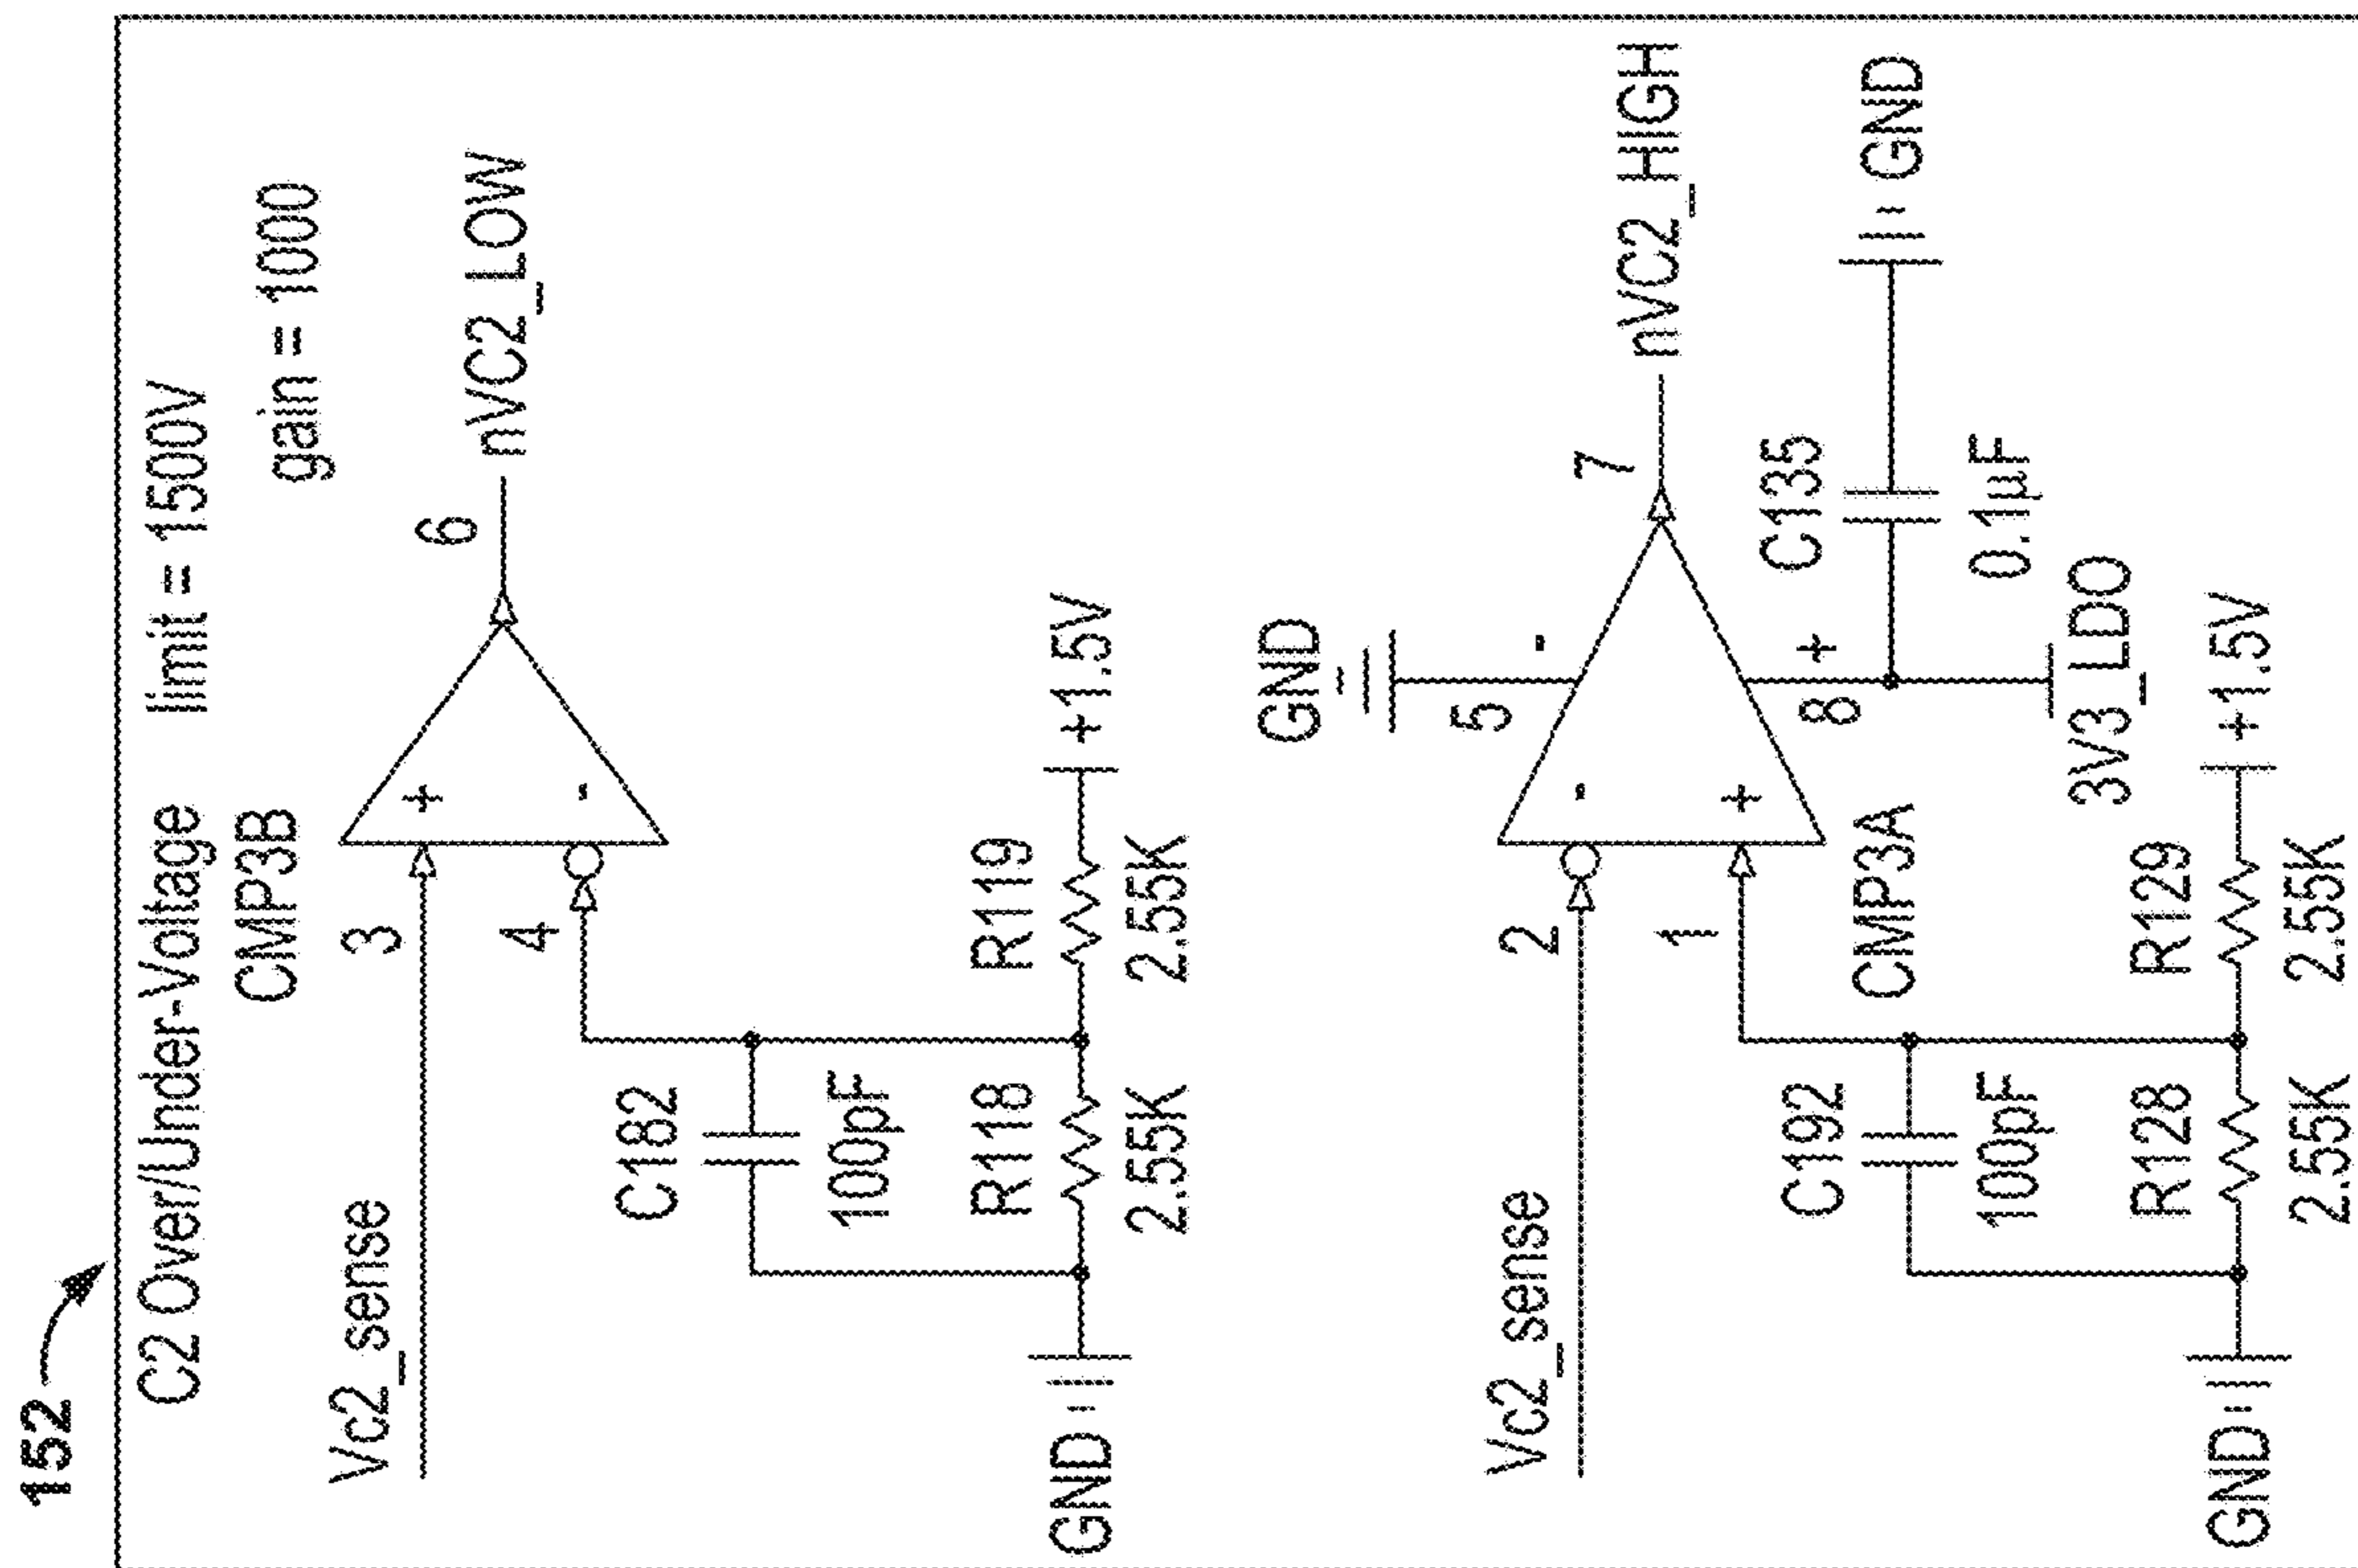 152
C2 Over/Under-Voltage limit = 1500V
CMP3B gain = 1000
Vc2_sense
3
+
6
nVC2_LOW
4
-
C182
100pF
R118
2.55K
R119
2.55K
GND
+1.5V
GND
5
-
Vc2_sense
2
-
7
nVC2_HIGH
1
+
CMP3A
8
+
C135
0.1µF
GND
3V3_LDO
C192
100pF
R128
2.55K
R129
2.55K
GND
+1.5V